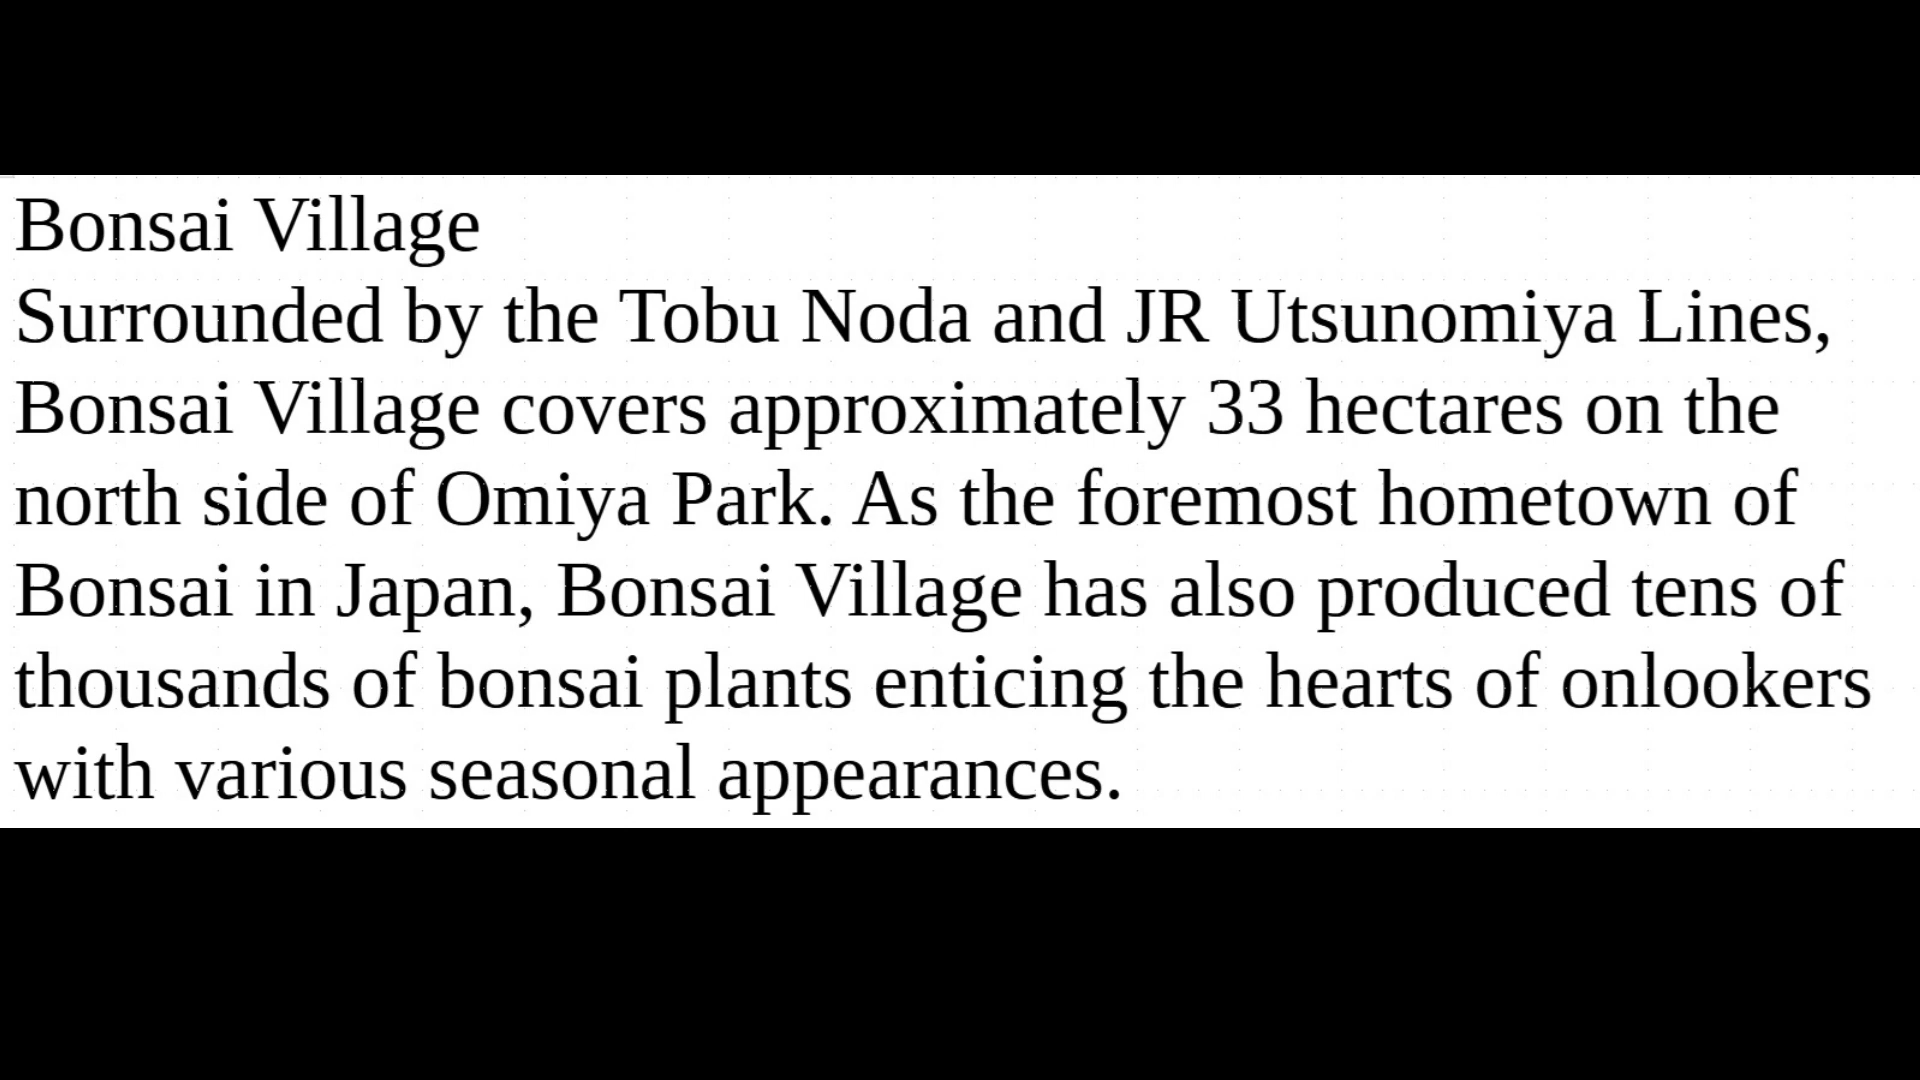 Bonsai Village
Surrounded by the Tobu Noda and JR Utsunomiya Lines,
Bonsai Village covers approximately 33 hectares on the
north side of Omiya Park. As the foremost hometown of
Bonsai in Japan, Bonsai Village has also produced tens of
thousands of bonsai plants enticing the hearts of onlookers
with various seasonal appearances.